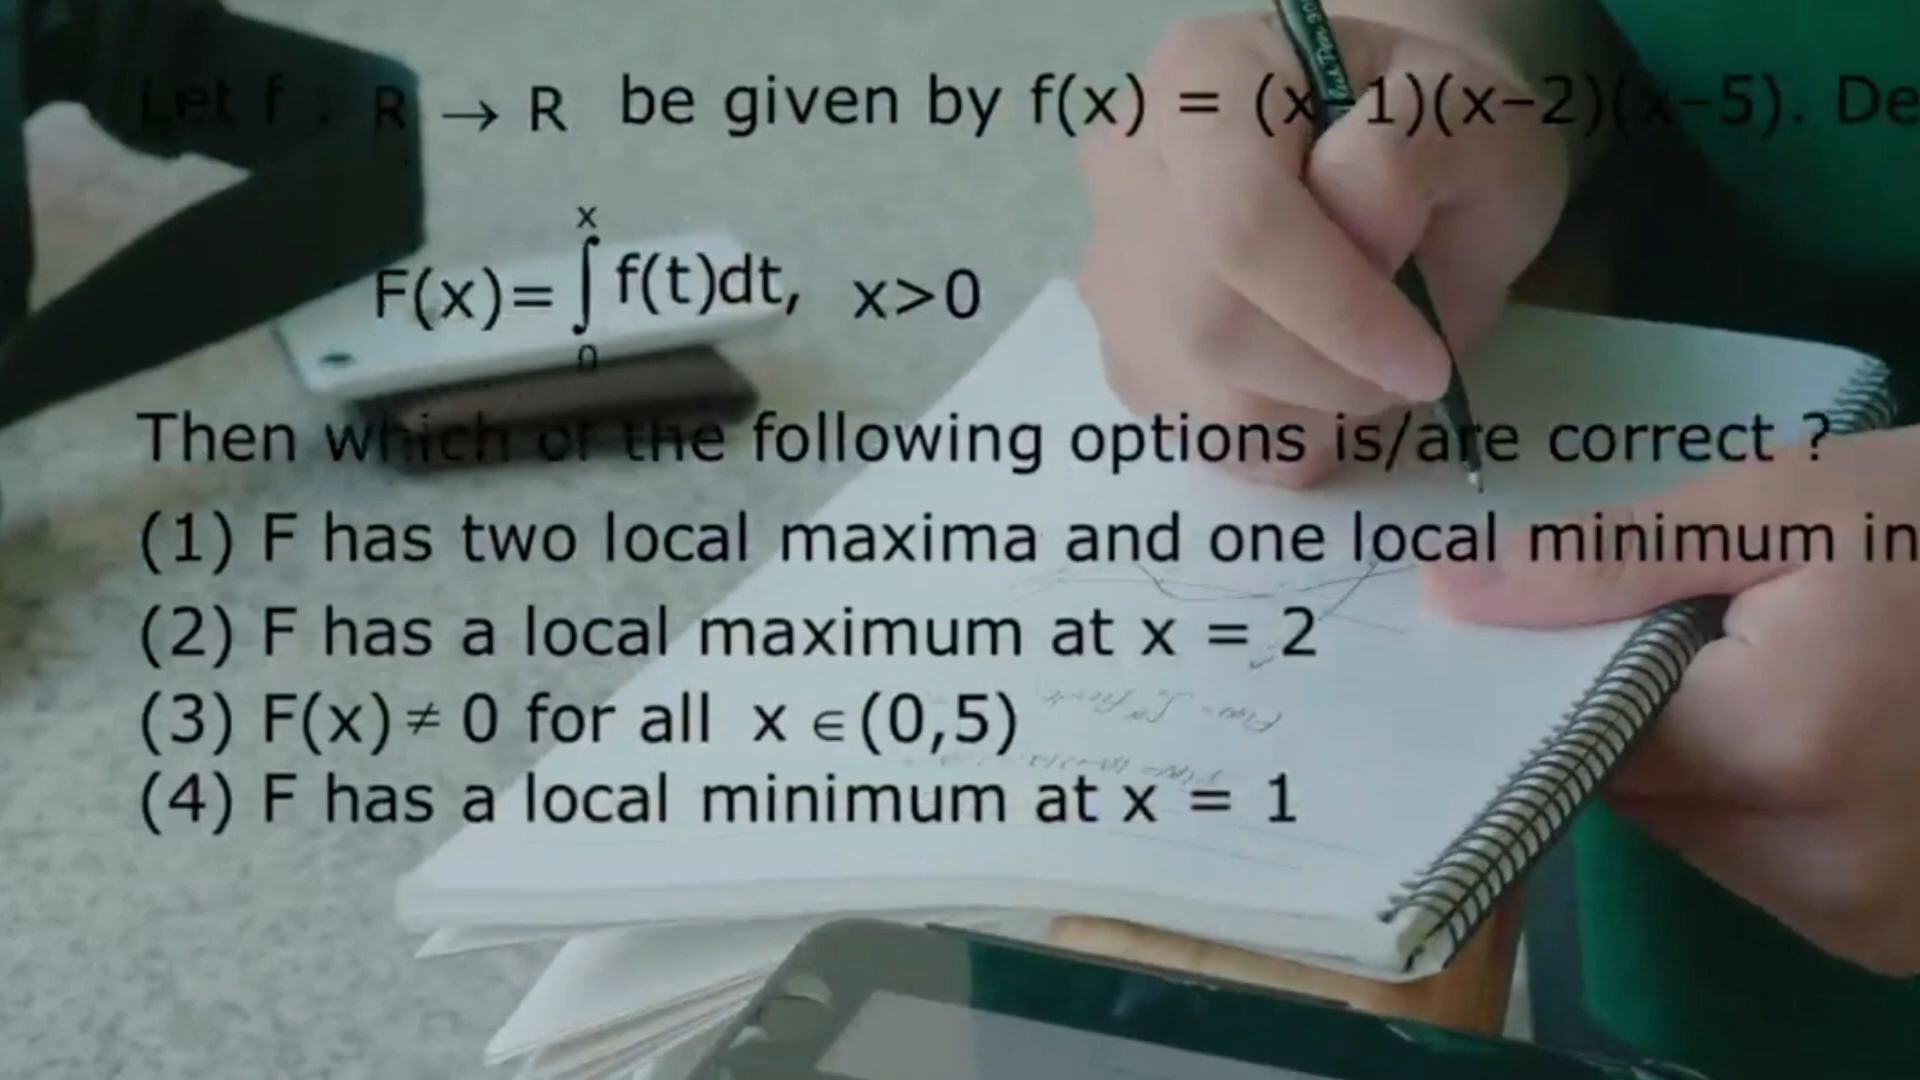 Let f : R → R be given by f(x) = (x−1)(x−2)(x−5). De
F(x)=∫₀ˣ f(t)dt, x>0
Then which of the following options is/are correct ?
(1) F has two local maxima and one local minimum in
(2) F has a local maximum at x = 2
(3) F(x) ≠ 0 for all x ∈(0,5)
(4) F has a local minimum at x = 1